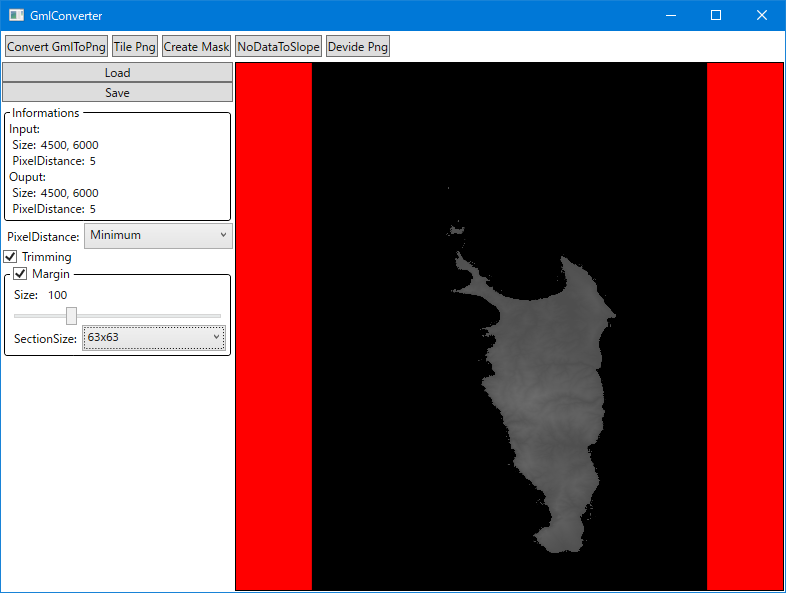 GmlConverter
Convert GmlToPng Tile Png Create Mask NoDataToSlope Devide Png
Load
Save
Informations
Input:
Size: 4500, 6000
PixelDistance: 5
Ouput:
Size: 4500, 6000
PixelDistance: 5
PixelDistance: Minimum
Trimming
Margin
Size: 100
SectionSize: 63x63